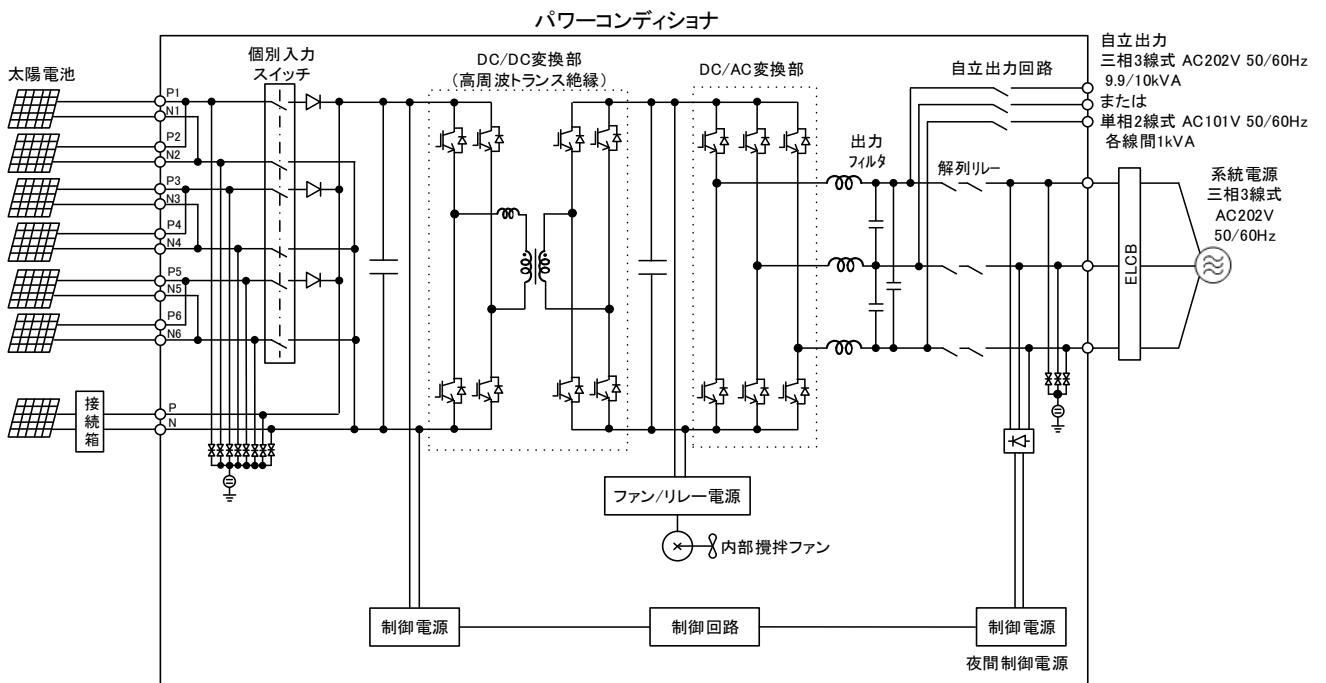 パワーコンディショナ
太陽電池
個別入力
スイッチ
DC/DC変換部
(高周波トランス絶縁)
DC/AC変換部
自立出力回路
自立出力
三相3線式 AC202V 50/60Hz
9.9/10kVA
または
単相2線式 AC101V 50/60Hz
各線間1kVA
出力
フィルタ
解列リレー
系統電源
三相3線式
AC202V
50/60Hz
ELCB
P1
N1
P2
N2
P3
N3
P4
N4
P5
N5
P6
N6
接続箱
P
N
ファン/リレー電源
内部攪拌ファン
制御電源
制御回路
制御電源
夜間制御電源